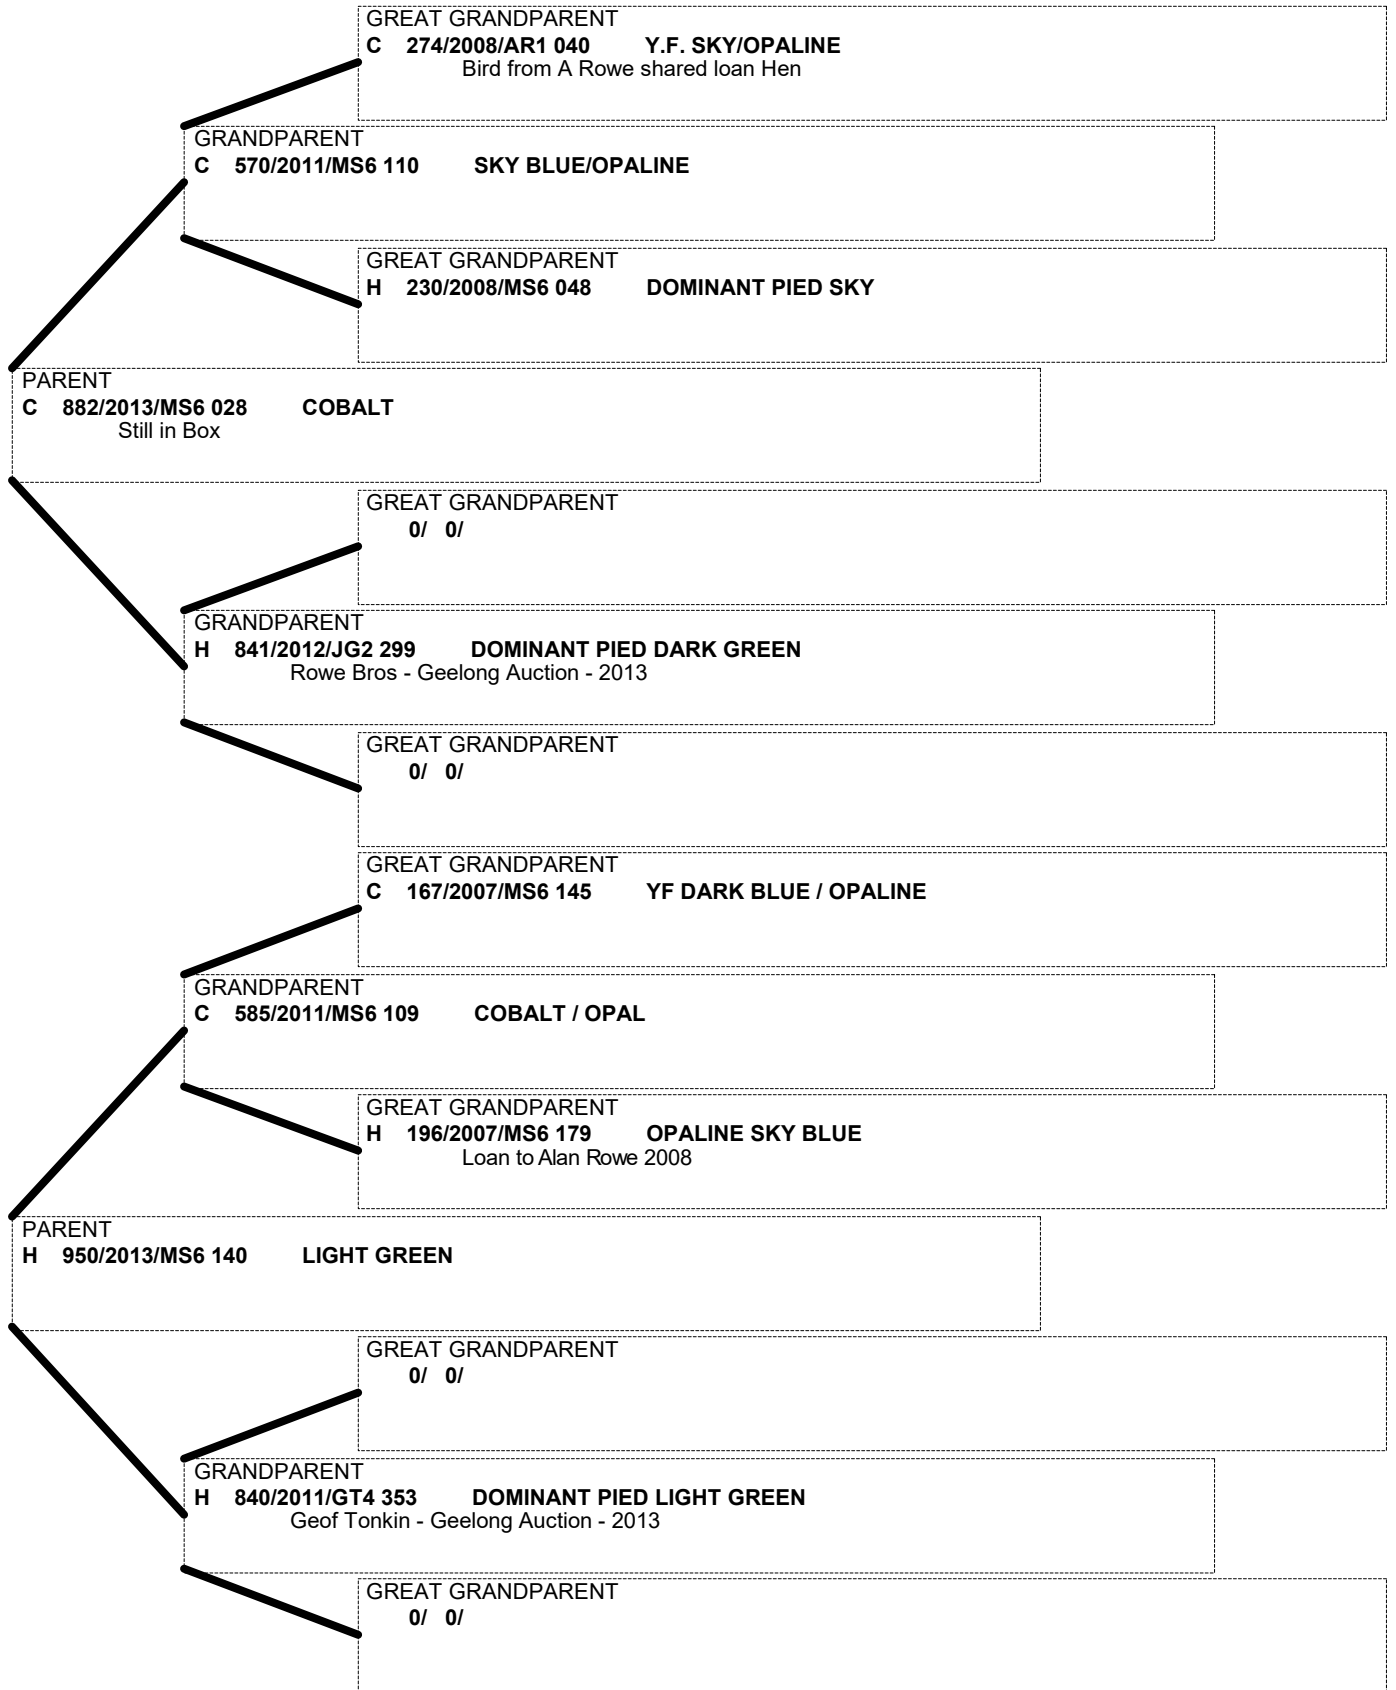 GREAT GRANDPARENT
C 274/2008/AR1 040 Y.F. SKY/OPALINE
Bird from A Rowe shared loan Hen
GRANDPARENT
C 570/2011/MS6 110 SKY BLUE/OPALINE
GREAT GRANDPARENT
H 230/2008/MS6 048 DOMINANT PIED SKY
PARENT
C 882/2013/MS6 028 COBALT
Still in Box
GREAT GRANDPARENT
0/ 0/
GRANDPARENT
H 841/2012/JG2 299 DOMINANT PIED DARK GREEN
Rowe Bros - Geelong Auction - 2013
GREAT GRANDPARENT
0/ 0/
GREAT GRANDPARENT
C 167/2007/MS6 145 YF DARK BLUE / OPALINE
GRANDPARENT
C 585/2011/MS6 109 COBALT / OPAL
GREAT GRANDPARENT
H 196/2007/MS6 179 OPALINE SKY BLUE
Loan to Alan Rowe 2008
PARENT
H 950/2013/MS6 140 LIGHT GREEN
GREAT GRANDPARENT
0/ 0/
GRANDPARENT
H 840/2011/GT4 353 DOMINANT PIED LIGHT GREEN
Geof Tonkin - Geelong Auction - 2013
GREAT GRANDPARENT
0/ 0/